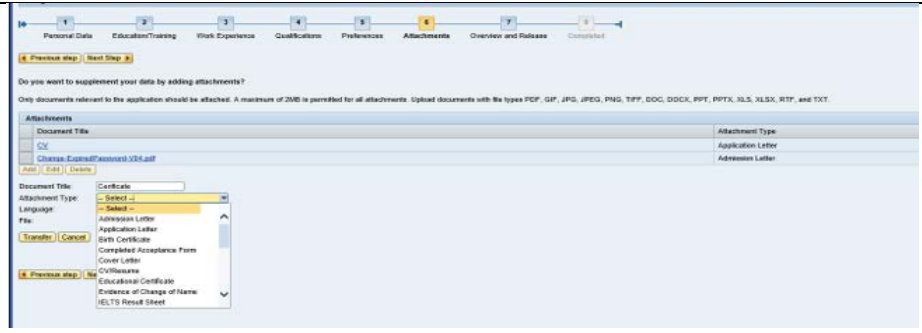 1 2 3 4 5 6 7 8
Personal Data Education/Training Work Experience Qualifications Preferences Attachments Overview and Release Completed
Previous step Next Step
Do you want to supplement your data by adding attachments?
Only documents relevant to the application should be attached. A maximum of 2MB is permitted for all attachments. Upload documents with file types PDF, GIF, JPG, JPEG, PNG, TIFF, DOC, DOCX, PPT, PPTX, XLS, XLSX, RTF, and TXT.
Attachments
Document Title Attachment Type
CV Application Letter
Change-ExpiredPassword-V04.pdf Admission Letter
Add Edit Delete
Document Title: Cerificate
Attachment Type: -- Select --
Language: -- Select --
File: Admission Letter
Application Letter
Transfer Cancel Birth Certificate
Completed Acceptance Form
Cover Letter
Previous step Ne CV/Resume
Educational Certificate
Evidence of Change of Name
IELTS Result Sheet